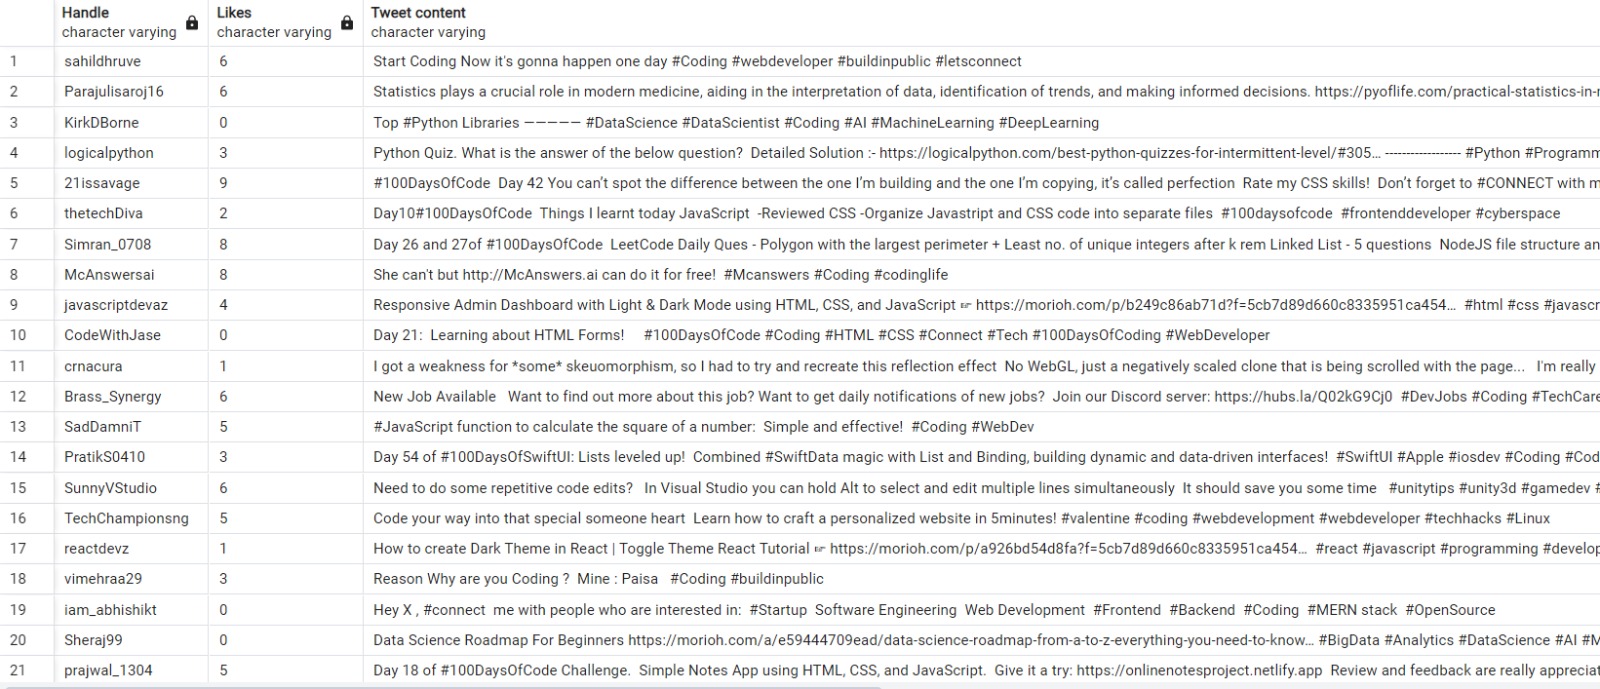 Handle Likes Tweet content
character varying character varying character varying
1 sahildhruve 6 Start Coding Now it's gonna happen one day #Coding #webdeveloper #buildinpublic #letsconnect
2 Parajulisaroj16 6 Statistics plays a crucial role in modern medicine, aiding in the interpretation of data, identification of trends, and making informed decisions. https://pyoflife.com/practical-statistics-in-
3 KirkDBorne 0 Top #Python Libraries ————— #DataScience #DataScientist #Coding #AI #MachineLearning #DeepLearning
4 logicalpython 3 Python Quiz. What is the answer of the below question? Detailed Solution :- https://logicalpython.com/best-python-quizzes-for-intermittent-level/#305… ------------------ #Python #Programm
5 21issavage 9 #100DaysOfCode Day 42 You can’t spot the difference between the one I’m building and the one I’m copying, it’s called perfection Rate my CSS skills! Don’t forget to #CONNECT with m
6 thetechDiva 2 Day10#100DaysOfCode Things I learnt today JavaScript -Reviewed CSS -Organize Javastript and CSS code into separate files #100daysofcode #frontenddeveloper #cyberspace
7 Simran_0708 8 Day 26 and 27of #100DaysOfCode LeetCode Daily Ques - Polygon with the largest perimeter + Least no. of unique integers after k rem Linked List - 5 questions NodeJS file structure an
8 McAnswersai 8 She can't but http://McAnswers.ai can do it for free! #Mcanswers #Coding #codinglife
9 javascriptdevaz 4 Responsive Admin Dashboard with Light & Dark Mode using HTML, CSS, and JavaScript ☞ https://morioh.com/p/b249c86ab71d?f=5cb7d89d660c8335951ca454… #html #css #javascr
10 CodeWithJase 0 Day 21: Learning about HTML Forms! #100DaysOfCode #Coding #HTML #CSS #Connect #Tech #100DaysOfCoding #WebDeveloper
11 crnacura 1 I got a weakness for *some* skeuomorphism, so I had to try and recreate this reflection effect No WebGL, just a negatively scaled clone that is being scrolled with the page... I'm really
12 Brass_Synergy 6 New Job Available Want to find out more about this job? Want to get daily notifications of new jobs? Join our Discord server: https://hubs.la/Q02kG9Cj0 #DevJobs #Coding #TechCare
13 SadDamniT 5 #JavaScript function to calculate the square of a number: Simple and effective! #Coding #WebDev
14 PratikS0410 3 Day 54 of #100DaysOfSwiftUI: Lists leveled up! Combined #SwiftData magic with List and Binding, building dynamic and data-driven interfaces! #SwiftUI #Apple #iosdev #Coding #Cod
15 SunnyVStudio 6 Need to do some repetitive code edits? In Visual Studio you can hold Alt to select and edit multiple lines simultaneously It should save you some time #unitytips #unity3d #gamedev #
16 TechChampionsng 5 Code your way into that special someone heart Learn how to craft a personalized website in 5minutes! #valentine #coding #webdevelopment #webdeveloper #techhacks #Linux
17 reactdevz 1 How to create Dark Theme in React | Toggle Theme React Tutorial ☞ https://morioh.com/p/a926bd54d8fa?f=5cb7d89d660c8335951ca454… #react #javascript #programming #develop
18 vimehraa29 3 Reason Why are you Coding ? Mine : Paisa #Coding #buildinpublic
19 iam_abhishikt 0 Hey X , #connect me with people who are interested in: #Startup Software Engineering Web Development #Frontend #Backend #Coding #MERN stack #OpenSource
20 Sheraj99 0 Data Science Roadmap For Beginners https://morioh.com/a/e59444709ead/data-science-roadmap-from-a-to-z-everything-you-need-to-know… #BigData #Analytics #DataScience #AI #M
21 prajwal_1304 5 Day 18 of #100DaysOfCode Challenge. Simple Notes App using HTML, CSS, and JavaScript. Give it a try: https://onlinenotesproject.netlify.app Review and feedback are really appreciat